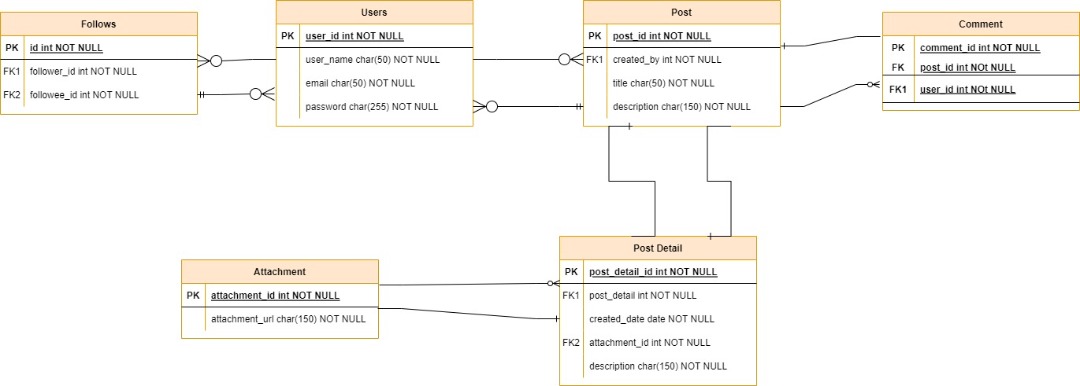 Follows
PK id int NOT NULL
FK1 follower_id int NOT NULL
FK2 followee_id int NOT NULL
Users
PK user_id int NOT NULL
user_name char(50) NOT NULL
email char(50) NOT NULL
password char(255) NOT NULL
Post
PK post_id int NOT NULL
FK1 created_by int NOT NULL
title char(50) NOT NULL
description char(150) NOT NULL
Comment
PK comment_id int NOT NULL
FK post_id int NOt NULL
FK1 user_id int NOt NULL
Attachment
PK attachment_id int NOT NULL
attachment_url char(150) NOT NULL
Post Detail
PK post_detail_id int NOT NULL
FK1 post_detail int NOT NULL
created_date date NOT NULL
FK2 attachment_id int NOT NULL
description char(150) NOT NULL